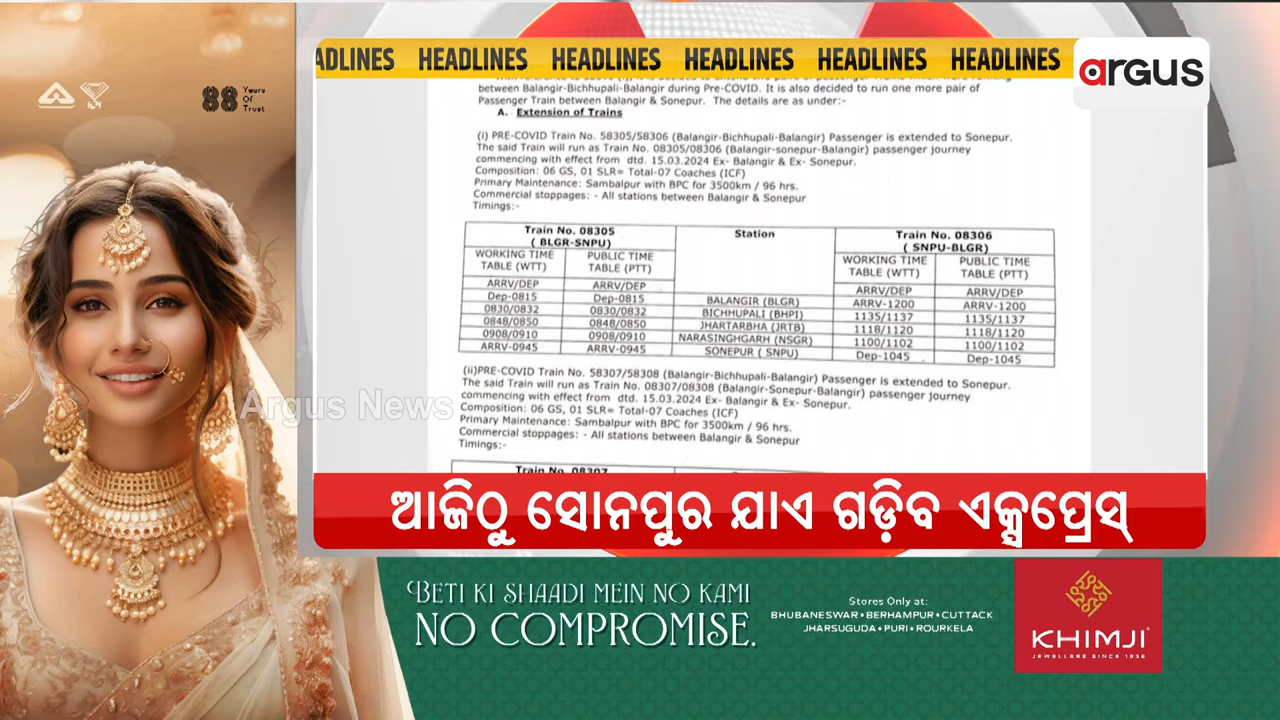 HEADLINES HEADLINES HEADLINES HEADLINES HEADLINES
argus
88 Years Of Trust
between Balangir-Bichhupali-Balangir during Pre-COVID. It is also decided to run one more pair of
Passenger Train between Balangir & Sonepur. The details are as under:-
A. Extension of Trains
(i) PRE-COVID Train No. 58305/58306 (Balangir-Bichhupali-Balangir) Passenger is extended to Sonepur.
The said Train will run as Train No. 08305/08306 (Balangir-sonepur-Balangir) passenger journey
commencing with effect from dtd. 15.03.2024 Ex- Balangir & Ex- Sonepur.
Composition: 06 GS, 01 SLR= Total-07 Coaches (ICF)
Primary Maintenance: Sambalpur with BPC for 3500km / 96 hrs.
Commercial stoppages: - All stations between Balangir & Sonepur
Timings:-
Train No. 08305 Station Train No. 08306
( BLGR-SNPU) ( SNPU-BLGR)
WORKING TIME PUBLIC TIME WORKING TIME PUBLIC TIME
TABLE (WTT) TABLE (PTT) TABLE (WTT) TABLE (PTT)
ARRV/DEP ARRV/DEP ARRV/DEP ARRV/DEP
Dep-0815 Dep-0815 BALANGIR (BLGR) ARRV-1200 ARRV-1200
0830/0832 0830/0832 BICHHUPALI (BHPI) 1135/1137 1135/1137
0848/0850 0848/0850 JHARTARBHA (JRTB) 1118/1120 1118/1120
0908/0910 0908/0910 NARASINGHGARH (NSGR) 1100/1102 1100/1102
ARRV-0945 ARRV-0945 SONEPUR ( SNPU) Dep-1045 Dep-1045
(ii)PRE-COVID Train No. 58307/58308 (Balangir-Bichhupali-Balangir) Passenger is extended to Sonepur.
The said Train will run as Train No. 08307/08308 (Balangir-Sonepur-Balangir) passenger journey
commencing with effect from dtd. 15.03.2024 Ex- Balangir & Ex- Sonepur.
Composition: 06 GS, 01 SLR= Total-07 Coaches (ICF)
Primary Maintenance: Sambalpur with BPC for 3500km / 96 hrs.
Commercial stoppages: - All stations between Balangir & Sonepur
Timings:-
Train No. 08307
Argus News
ଆଜିଠୁ ସୋନପୁର ଯାଏ ଗଡ଼ିବ ଏକ୍ସପ୍ରେସ୍
BETI KI SHAADI MEIN NO KAMI
NO COMPROMISE.
Stores Only at:
BHUBANESWAR • BERHAMPUR • CUTTACK
JHARSUGUDA • PURI • ROURKELA
KHIMJI
JEWELLERS SINCE 1936